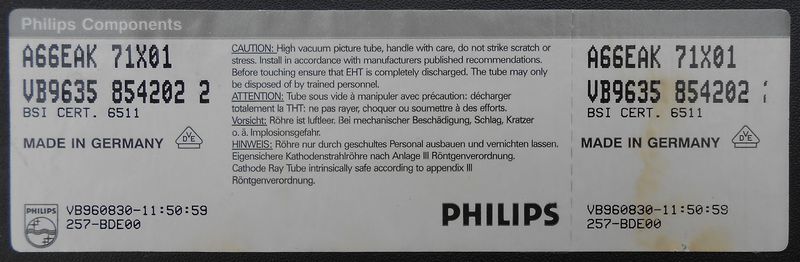 Philips Components
A66EAK 71X01
VB9635 854202 2
BSI CERT. 6511
MADE IN GERMANY
VDE
PHILIPS
VB960830-11:50:59
257-BDE00
CAUTION: High vacuum picture tube, handle with care, do not strike scratch or
stress. Install in accordance with manufacturers published recommendations.
Before touching ensure that EHT is completely discharged. The tube may only
be disposed of by trained personnel.
ATTENTION: Tube sous vide à manipuler avec précaution: décharger
totalement la THT: ne pas rayer, choquer ou soumettre à des efforts.
Vorsicht: Röhre ist luftleer. Bei mechanischer Beschädigung, Schlag, Kratzer
o.ä. Implosionsgefahr.
HINWEIS: Röhre nur durch geschultes Personal ausbauen und vernichten lassen.
Eigensichere Kathodenstrahlröhre nach Anlage III Röntgenverordnung.
Cathode Ray Tube intrinsically safe according to appendix III
Röntgenverordnung.
PHILIPS
A66EAK 71X01
VB9635 854202
BSI CERT. 6511
MADE IN GERMANY
VDE
VB960830-11:50:59
257-BDE00